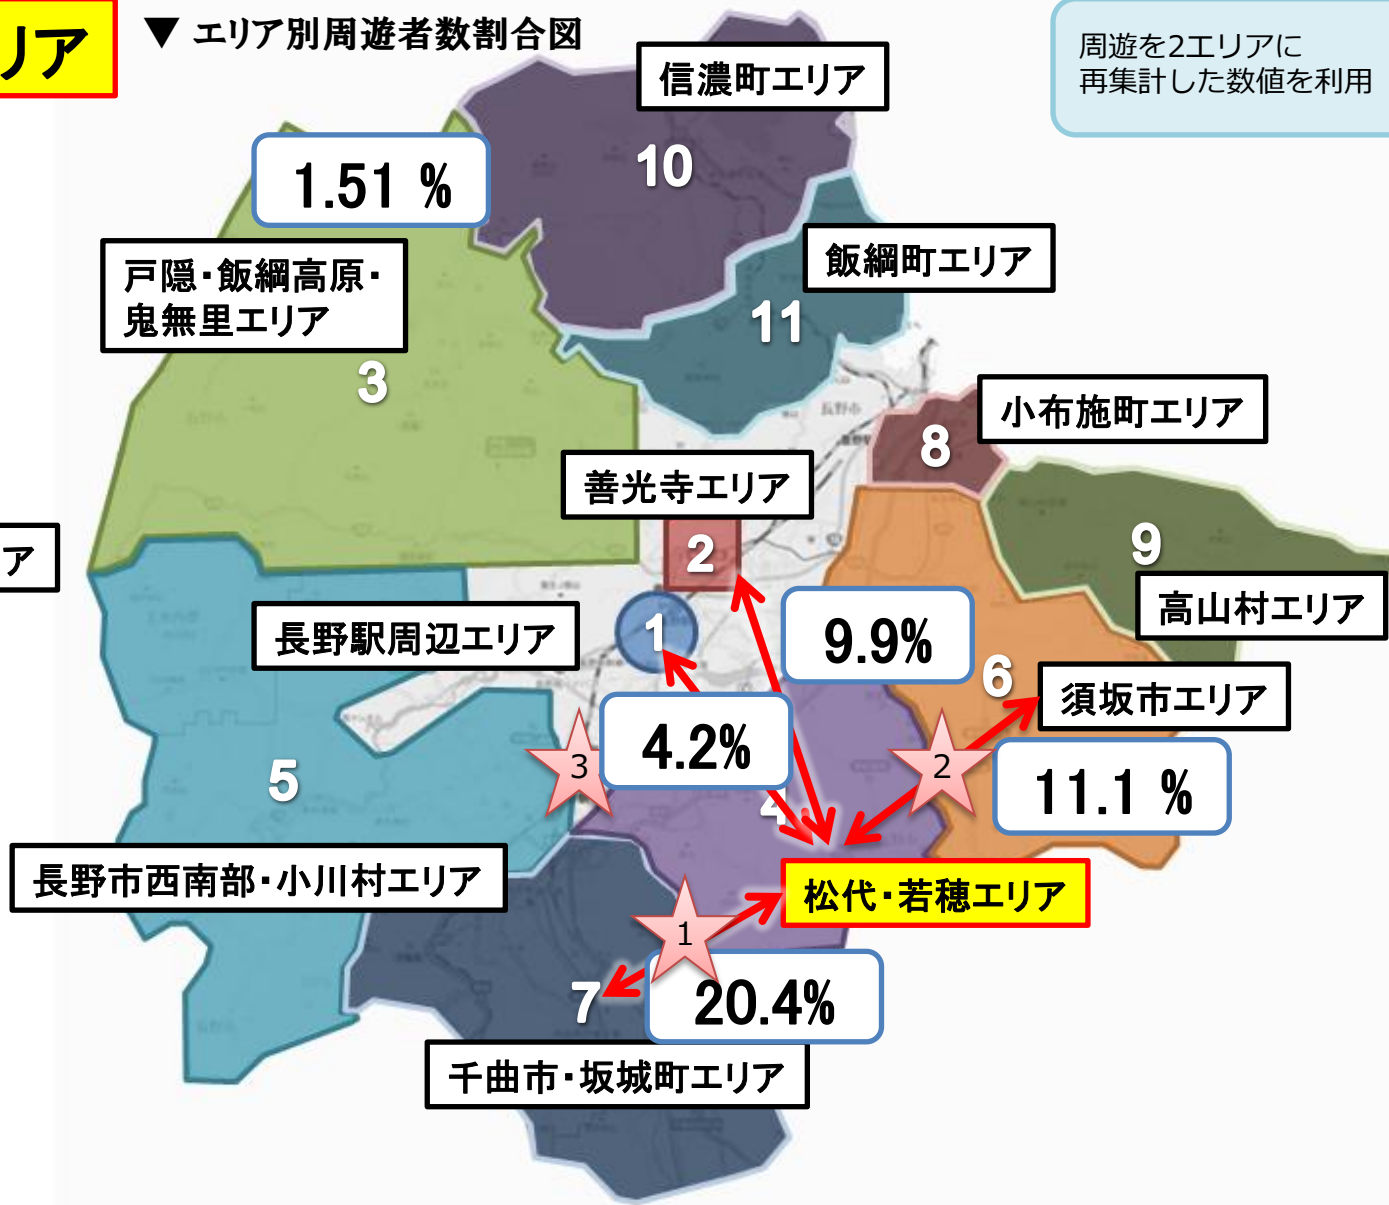 リア
▼ エリア別周遊者数割合図
周遊を2エリアに
再集計した数値を利用
信濃町エリア
10
1.51 %
戸隠・飯綱高原・
鬼無里エリア
3
飯綱町エリア
11
小布施町エリア
8
善光寺エリア
2
9
高山村エリア
ア
長野駅周辺エリア
1
9.9%
6
須坂市エリア
4.2%
3
2
11.1 %
5
4
長野市西南部・小川村エリア
松代・若穂エリア
1
7
20.4%
千曲市・坂城町エリア